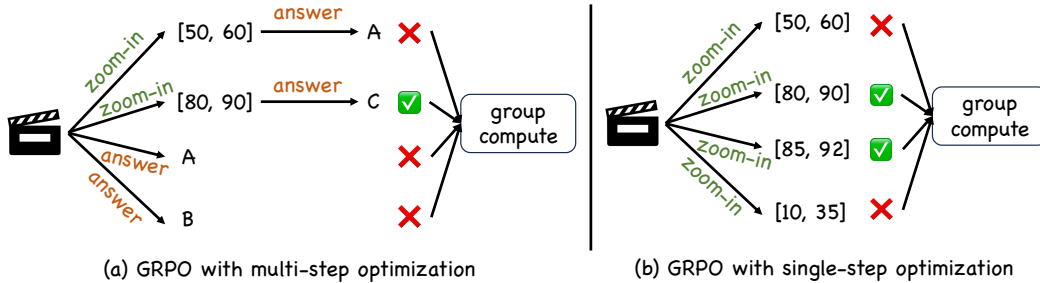 zoom-in [50, 60] answer A
zoom-in [80, 90] answer C
answer A
answer B
group
compute
(a) GRPO with multi-step optimization
zoom-in [50, 60]
zoom-in [80, 90]
zoom-in [85, 92]
zoom-in [10, 35]
group
compute
(b) GRPO with single-step optimization